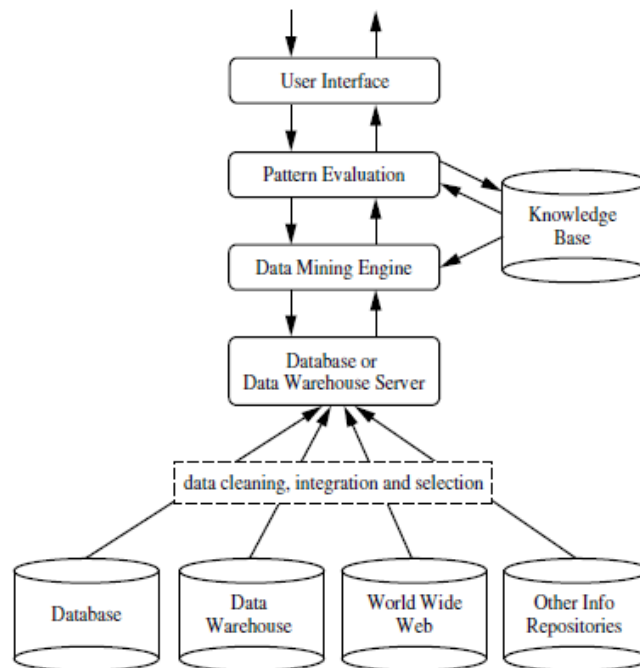 User Interface
Pattern Evaluation
Knowledge
Base
Data Mining Engine
Database or
Data Warehouse Server
data cleaning, integration and selection
Database
Data
Warehouse
World Wide
Web
Other Info
Repositories